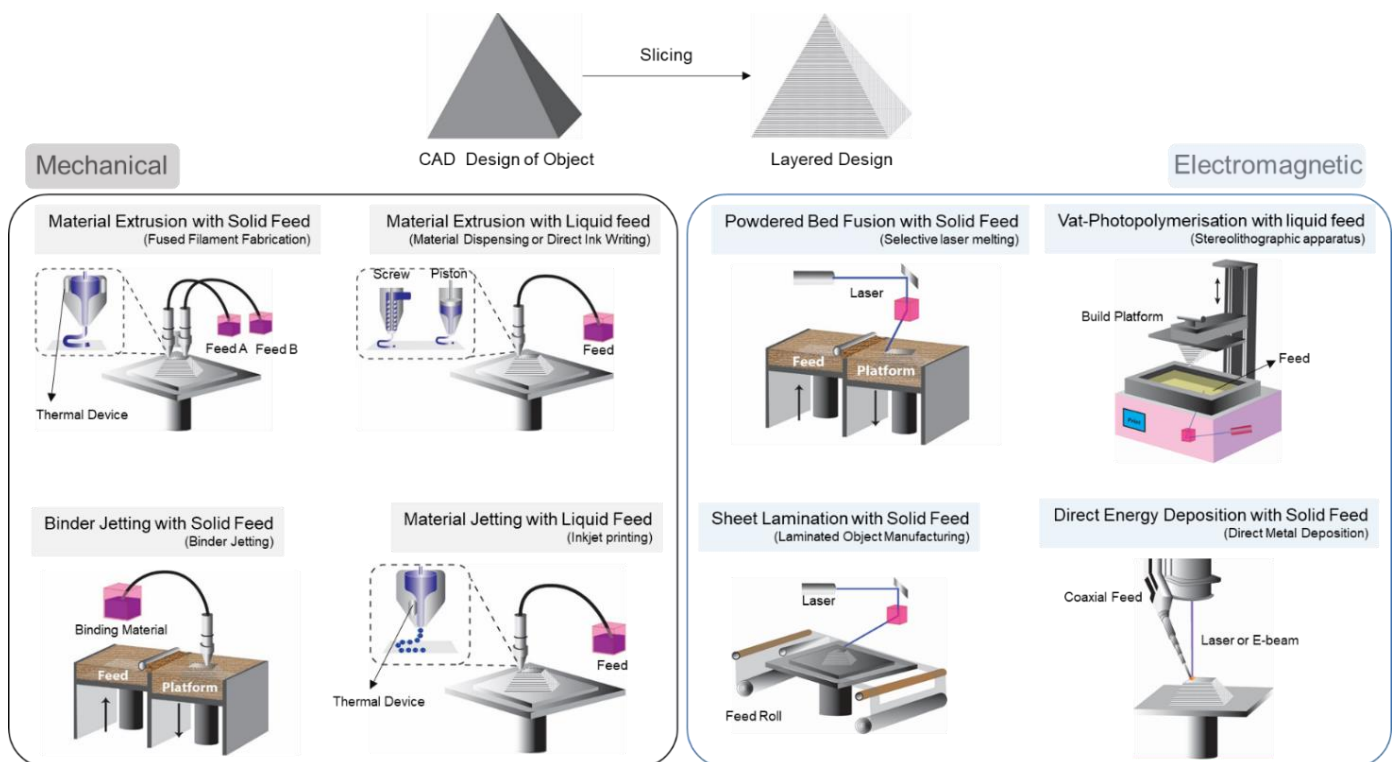 Slicing
CAD Design of Object
Layered Design
Mechanical
Electromagnetic
Material Extrusion with Solid Feed
(Fused Filament Fabrication)
Feed A
Feed B
Thermal Device
Material Extrusion with Liquid feed
(Material Dispensing or Direct Ink Writing)
Screw
Piston
Feed
Powdered Bed Fusion with Solid Feed
(Selective laser melting)
Laser
Feed
Platform
Vat-Photopolymerisation with liquid feed
(Stereolithographic apparatus)
Build Platform
Feed
Binder Jetting with Solid Feed
(Binder Jetting)
Binding Material
Feed
Platform
Material Jetting with Liquid Feed
(Inkjet printing)
Feed
Thermal Device
Sheet Lamination with Solid Feed
(Laminated Object Manufacturing)
Laser
Feed Roll
Direct Energy Deposition with Solid Feed
(Direct Metal Deposition)
Coaxial Feed
Laser or E-beam